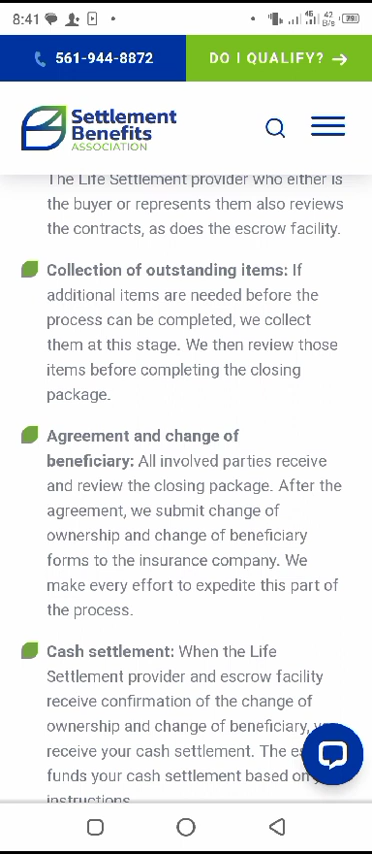 8:41
4G
42
B/s
561-944-8872
DO I QUALIFY?
Settlement
Benefits
ASSOCIATION
The Life Settlement provider who either is
the buyer or represents them also reviews
the contracts, as does the escrow facility.
Collection of outstanding items: If
additional items are needed before the
process can be completed, we collect
them at this stage. We then review those
items before completing the closing
package.
Agreement and change of
beneficiary: All involved parties receive
and review the closing package. After the
agreement, we submit change of
ownership and change of beneficiary
forms to the insurance company. We
make every effort to expedite this part of
the process.
Cash settlement: When the Life
Settlement provider and escrow facility
receive confirmation of the change of
ownership and change of beneficiary,
receive your cash settlement. The
funds your cash settlement based on
instructions